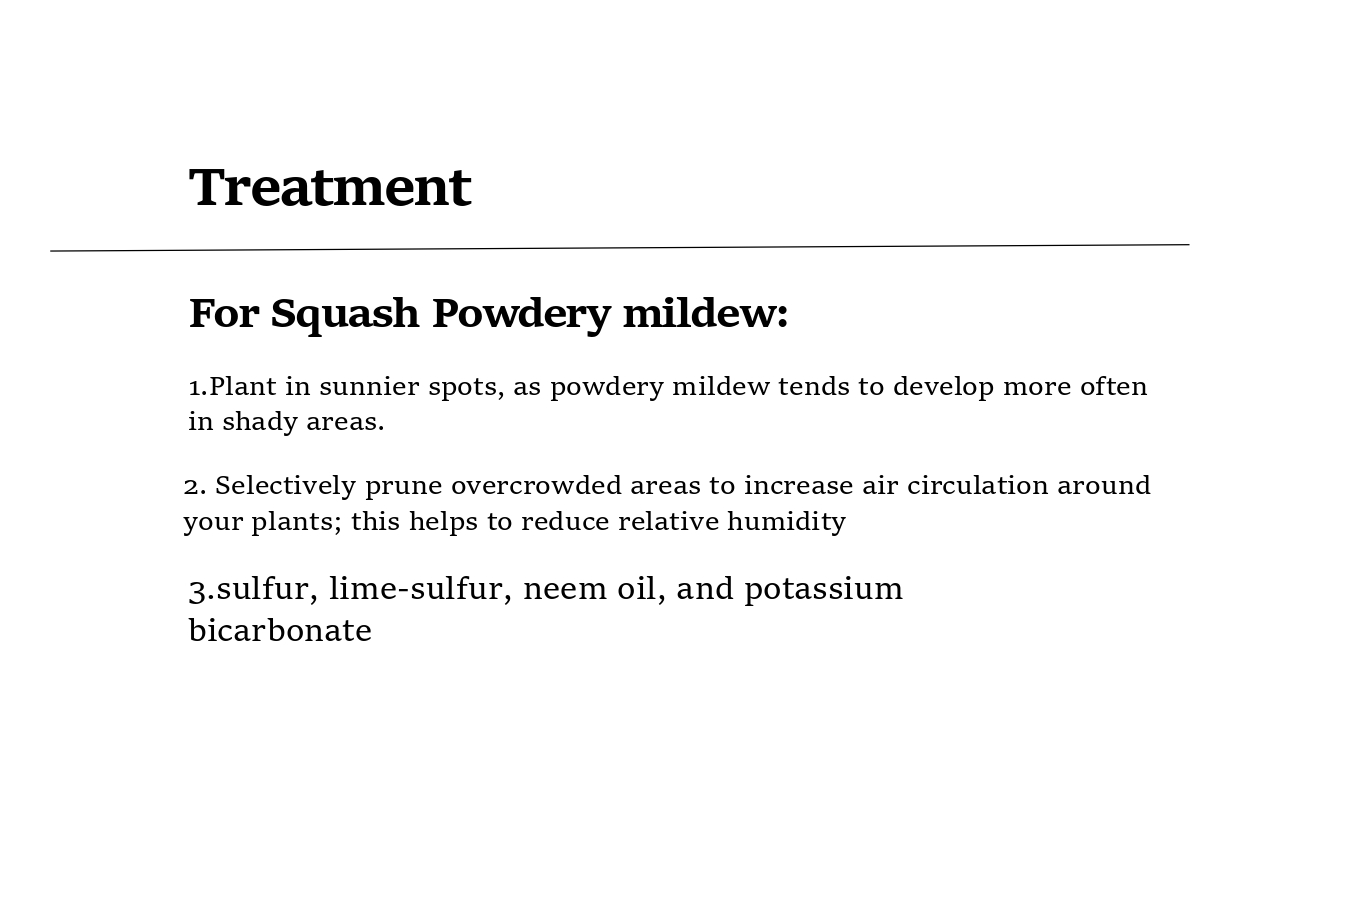 Treatment
For Squash Powdery mildew:
1.Plant in sunnier spots, as powdery mildew tends to develop more often
in shady areas.
2. Selectively prune overcrowded areas to increase air circulation around
your plants; this helps to reduce relative humidity
3.sulfur, lime-sulfur, neem oil, and potassium
bicarbonate